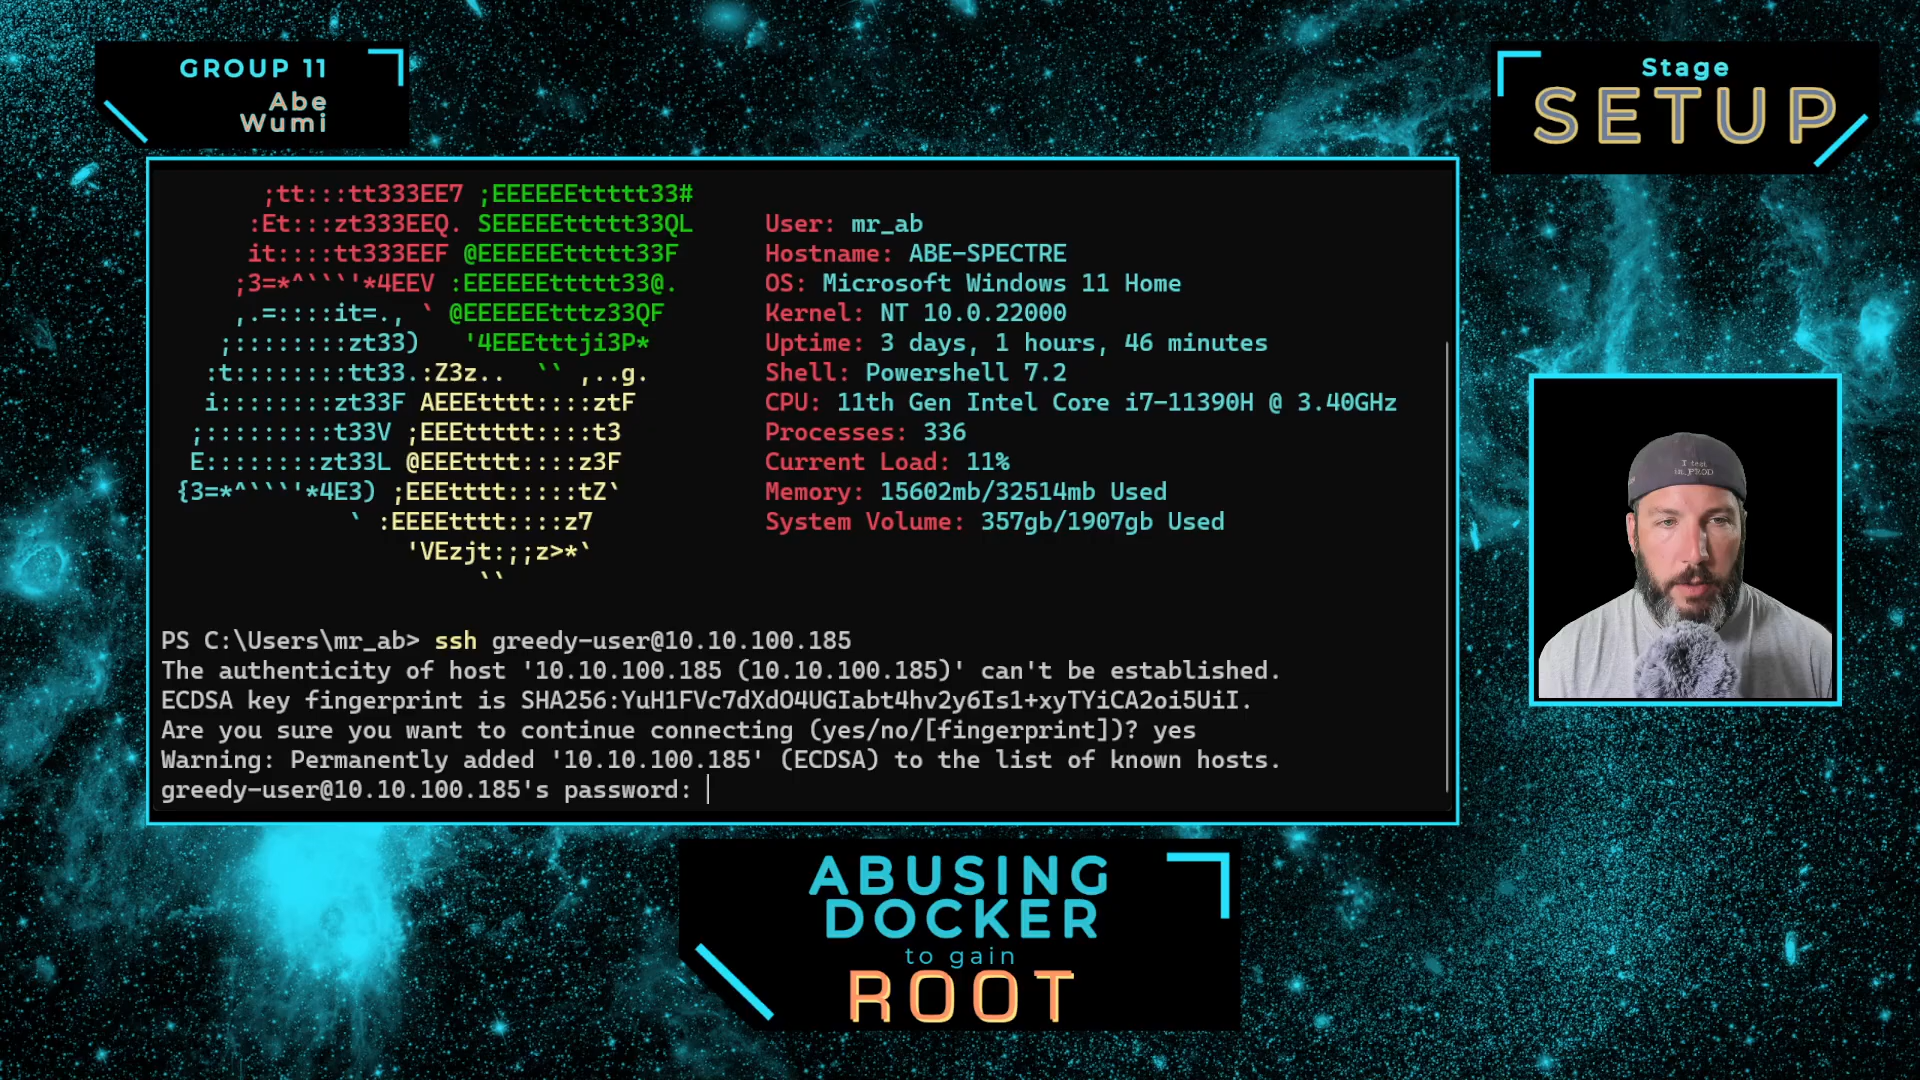 GROUP 11
Abe
Wumi
Stage
SETUP
;tt:::tt333EE7 ;EEEEEEttttt33#
:Et:::zt333EEQ. SEEEEEttttt33QL
it::::tt333EEF @EEEEEEttttt33F
;3=*^```'*4EEV :EEEEEEttttt33@.
,.=::::it=., ` @EEEEEEtttz33QF
;::::::::zt33) '4EEEtttji3P*
:t::::::::tt33.:Z3z.. `` ,..g.
i::::::::zt33F AEEEtttt::::ztF
;:::::::::t33V ;EEEttttt::::t3
E::::::::zt33L @EEEtttt::::z3F
{3=*^```'*4E3) ;EEEtttt:::::tZ`
` :EEEEtttt::::z7
'VEzjt:;;z>*`
``
User: mr_ab
Hostname: ABE-SPECTRE
OS: Microsoft Windows 11 Home
Kernel: NT 10.0.22000
Uptime: 3 days, 1 hours, 46 minutes
Shell: Powershell 7.2
CPU: 11th Gen Intel Core i7-11390H @ 3.40GHz
Processes: 336
Current Load: 11%
Memory: 15602mb/32514mb Used
System Volume: 357gb/1907gb Used
PS C:\Users\mr_ab> ssh greedy-user@10.10.100.185
The authenticity of host '10.10.100.185 (10.10.100.185)' can't be established.
ECDSA key fingerprint is SHA256:YuH1FVc7dXdO4UGIabt4hv2y6Is1+xyTYiCA2oi5UiI.
Are you sure you want to continue connecting (yes/no/[fingerprint])? yes
Warning: Permanently added '10.10.100.185' (ECDSA) to the list of known hosts.
greedy-user@10.10.100.185's password:
I test
in PROD
ABUSING
DOCKER
to gain
ROOT